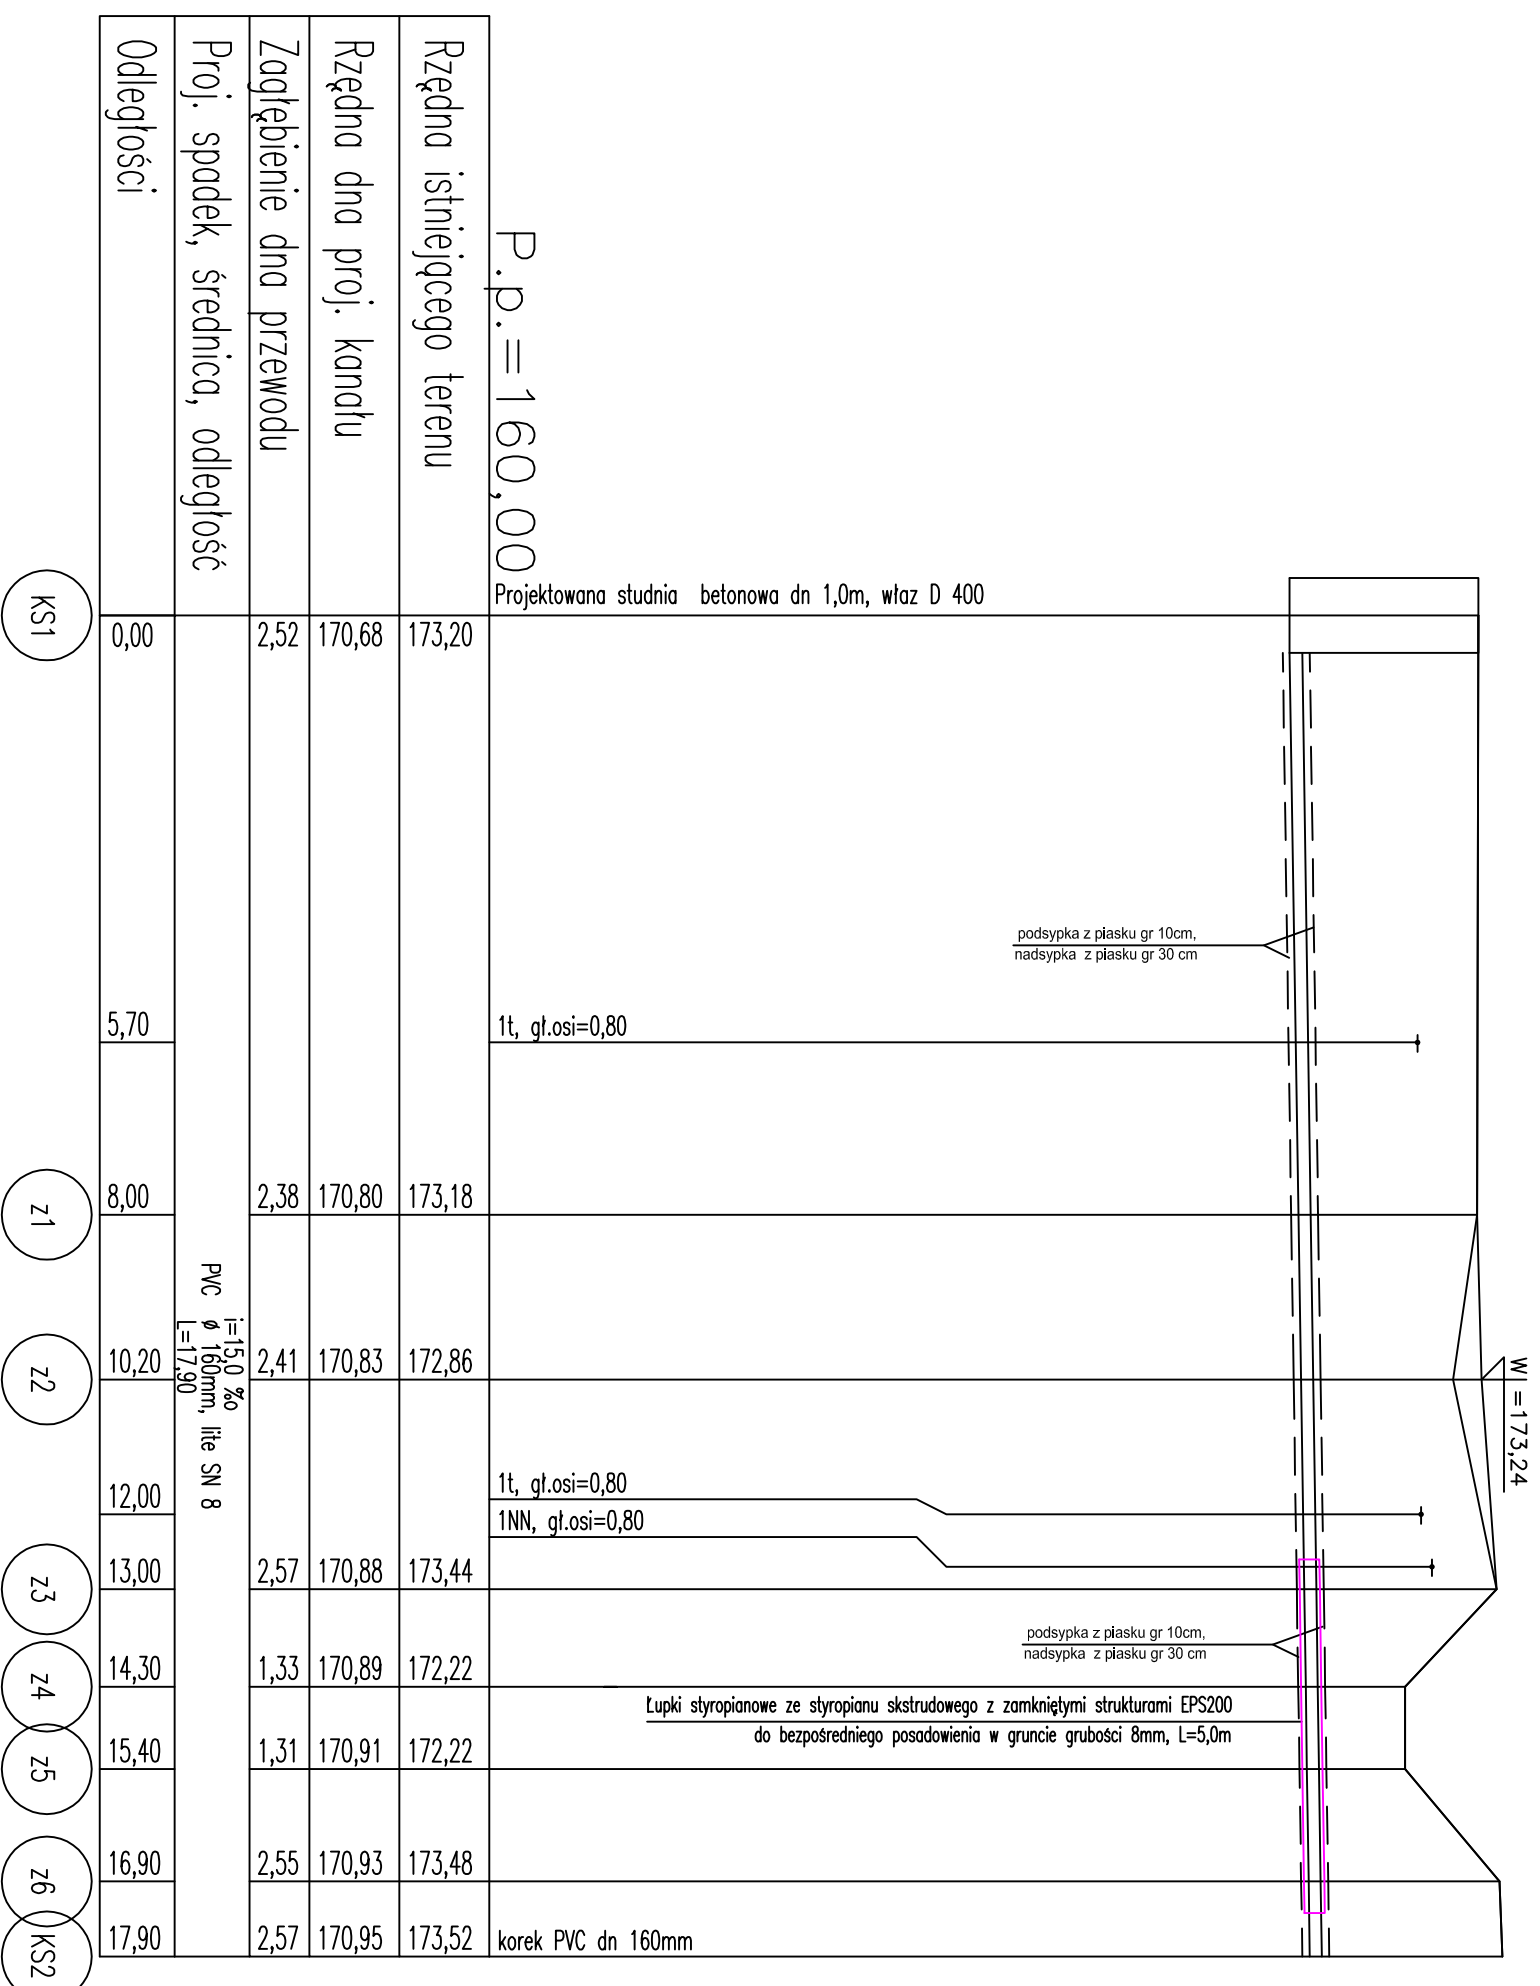 W =173,24
podsypka z piasku gr 10cm,
nadsypka z piasku gr 30 cm
podsypka z piasku gr 10cm,
nadsypka z piasku gr 30 cm
Łupki styropianowe ze styropianu skstrudowego z zamkniętymi strukturami EPS200
do bezpośredniego posadowienia w gruncie grubości 8mm, L=5,0m
P.p.=160,00
Projektowana studnia betonowa dn 1,0m, właz D 400
1t, gł.osi=0,80
1t, gł.osi=0,80
1NN, gł.osi=0,80
korek PVC dn 160mm
Rzędna istniejącego terenu
173,20 173,18 172,86 173,44 172,22 172,22 173,48 173,52
Rzędna dna proj. kanału
170,68 170,80 170,83 170,88 170,89 170,91 170,93 170,95
Zagłębienie dna przewodu
2,52 2,38 2,41 2,57 1,33 1,31 2,55 2,57
Proj. spadek, średnica, odległość
i=15,0 ‰
PVC ø 160mm, lite SN 8
L=17,90
Odległości
0,00 5,70 8,00 10,20 12,00 13,00 14,30 15,40 16,90 17,90
KS1 z1 z2 z3 z4 z5 z6 KS2